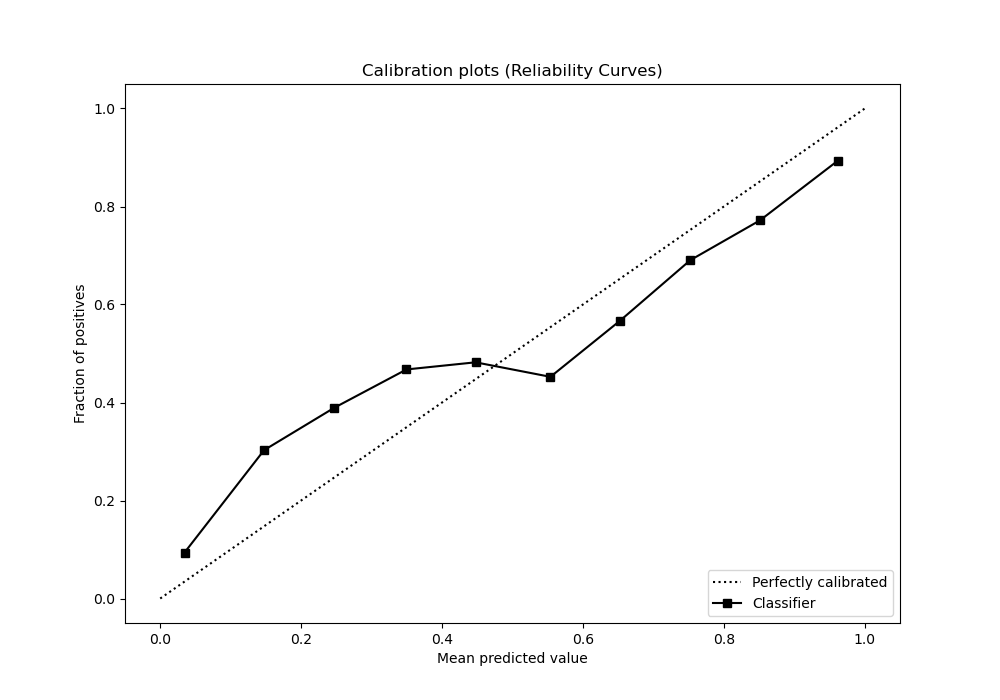 Calibration plots (Reliability Curves)
1.0
0.8
0.6
0.4
0.2
0.0
Fraction of positives
0.0 0.2 0.4 0.6 0.8 1.0
Mean predicted value
Perfectly calibrated
Classifier